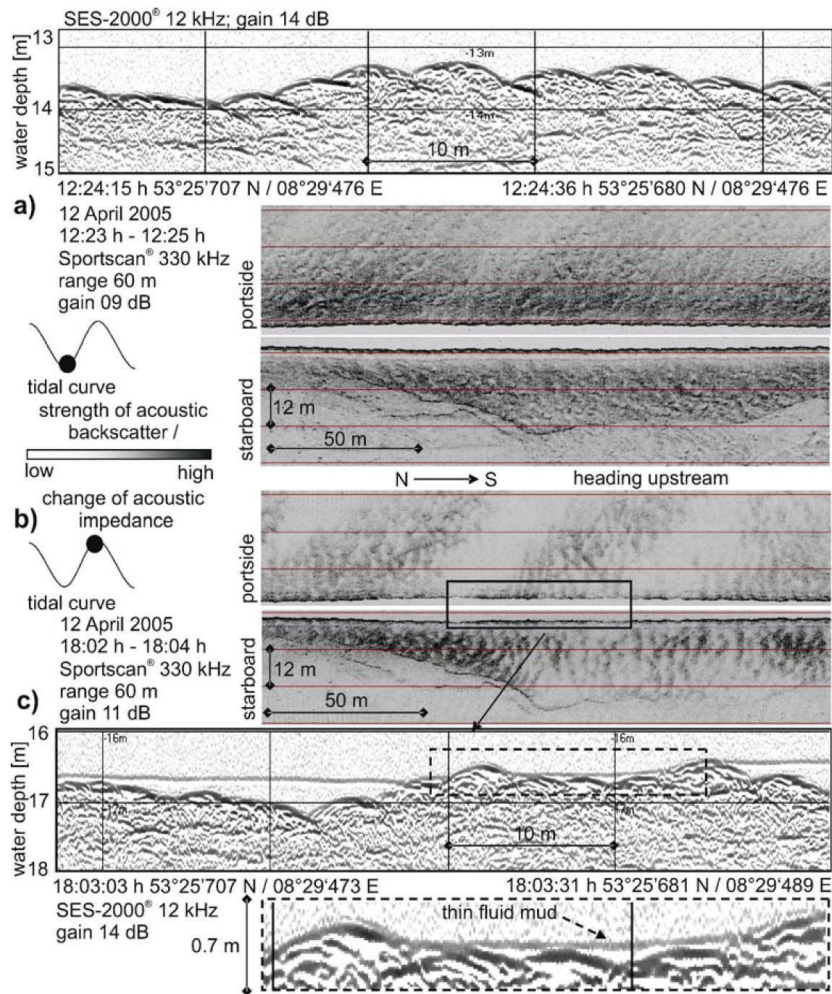 SES-2000® 12 kHz; gain 14 dB
13
-13m
water depth [m]
14
-14m
10 m
15
12:24:15 h 53°25'707 N / 08°29'476 E
12:24:36 h 53°25'680 N / 08°29'476 E
a)
12 April 2005
12:23 h - 12:25 h
Sportscan® 330 kHz
range 60 m
gain 09 dB
portside
tidal curve
starboard
12 m
50 m
strength of acoustic
backscatter /
low
high
change of acoustic
impedance
N
S
heading upstream
b)
portside
tidal curve
12 April 2005
18:02 h - 18:04 h
Sportscan® 330 kHz
range 60 m
gain 11 dB
starboard
12 m
50 m
c)
16
-16m
-16m
water depth [m]
17
-17m
-17m
10 m
18
18:03:03 h 53°25'707 N / 08°29'473 E
18:03:31 h 53°25'681 N / 08°29'489 E
SES-2000® 12 kHz
gain 14 dB
0.7 m
thin fluid mud